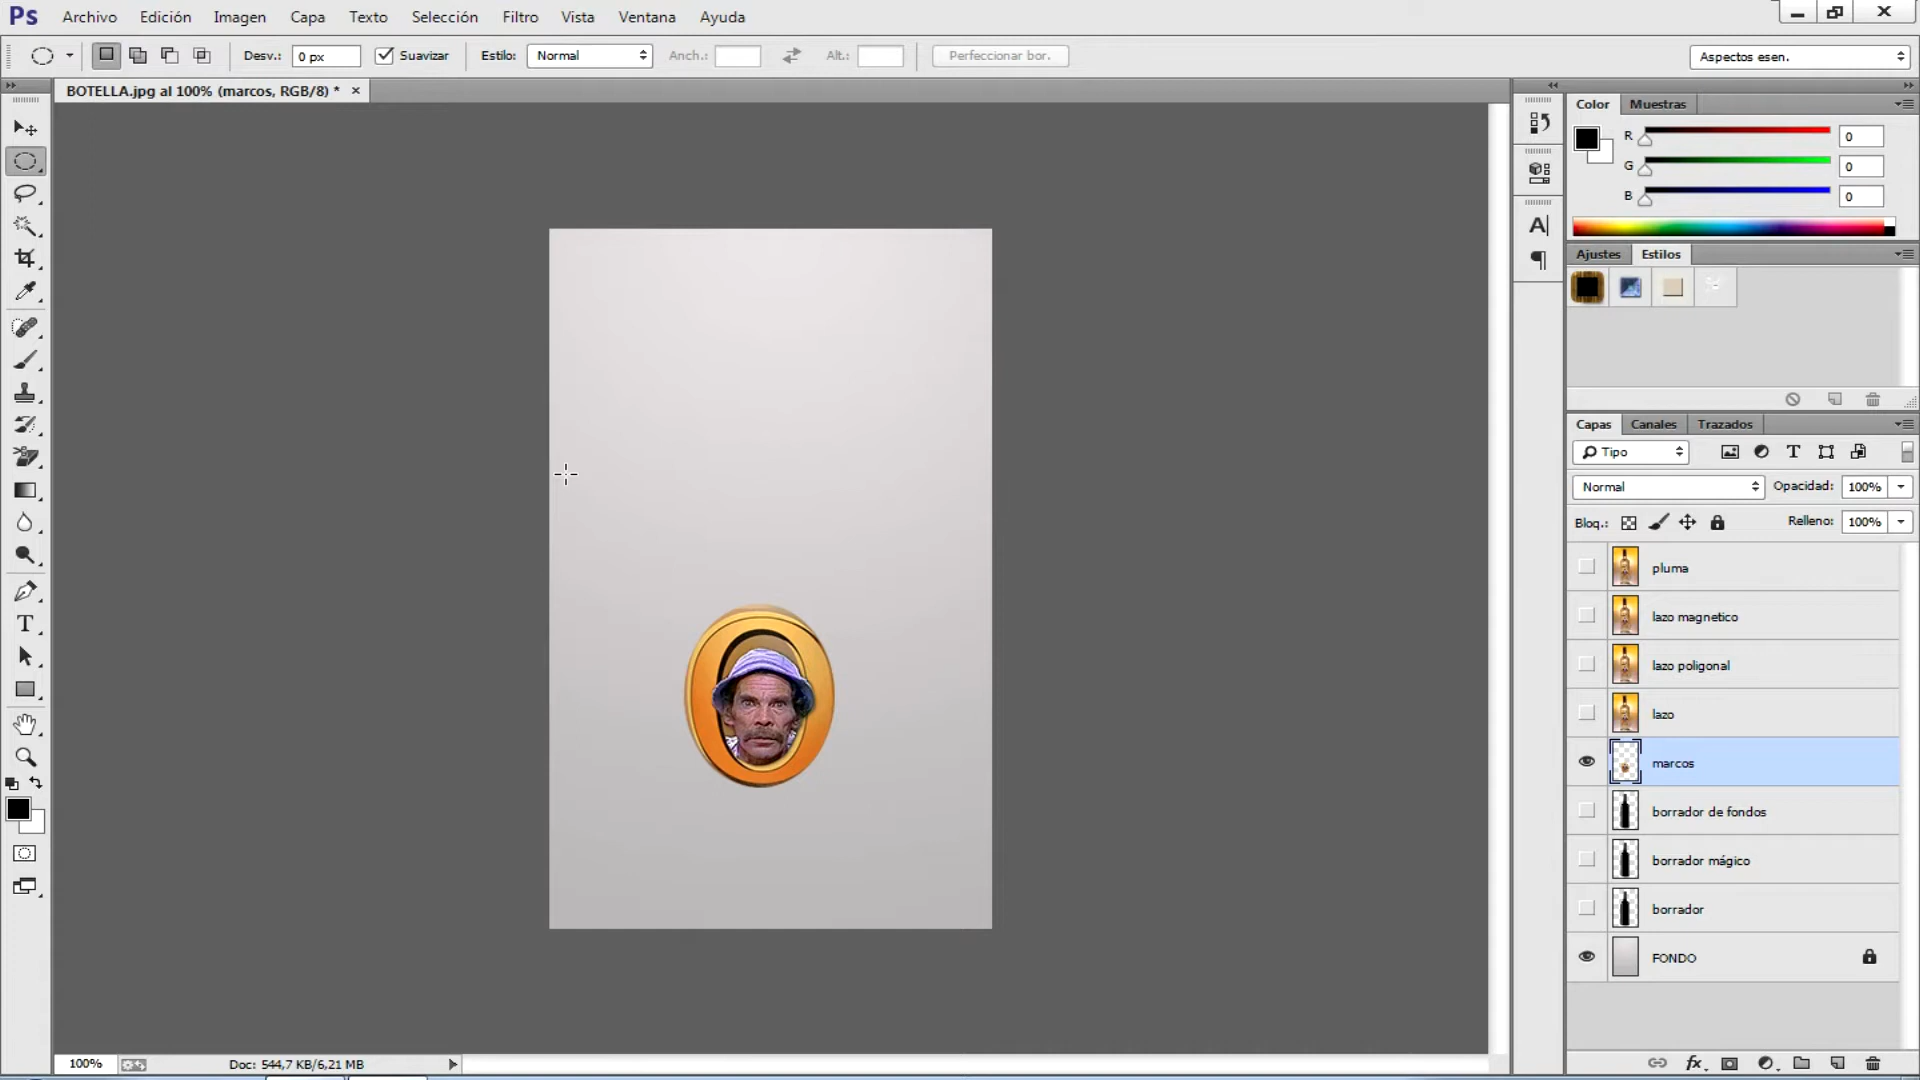 Ps Archivo Edición Imagen Capa Texto Selección Filtro Vista Ventana Ayuda
Desv.: 0 px Suavizar Estilo: Normal Anch.: Alt.: Perfeccionar bor. Aspectos esen.
BOTELLA.jpg al 100% (marcos, RGB/8) * ×
Color Muestras
R 0
G 0
B 0
Ajustes Estilos
Capas Canales Trazados
Tipo
Normal Opacidad: 100%
Bloq.: Relleno: 100%
pluma
lazo magnetico
lazo poligonal
lazo
marcos
borrador de fondos
borrador mágico
borrador
FONDO
100% Doc: 544,7 KB/6,21 MB